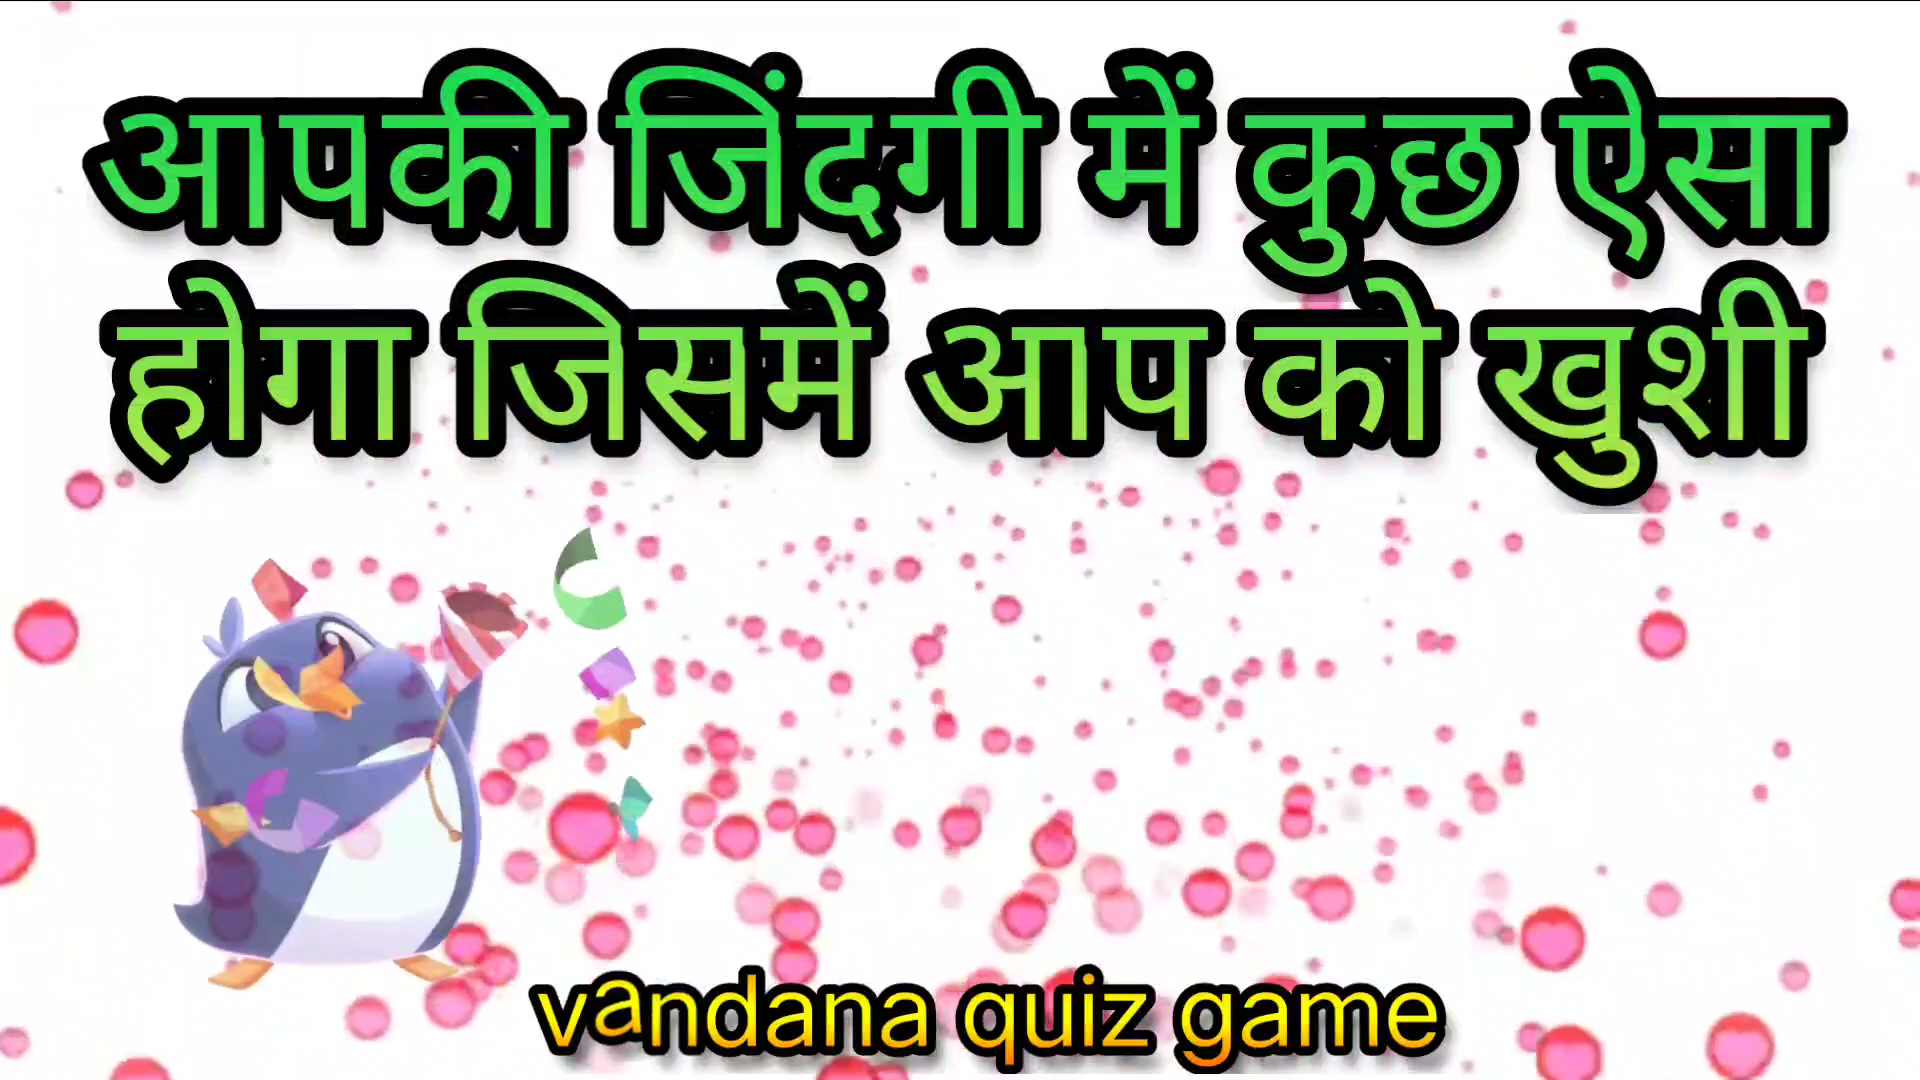 आपकी जिंदगी में कुछ ऐसा
होगा जिसमें आप को खुशी
vandana quiz game